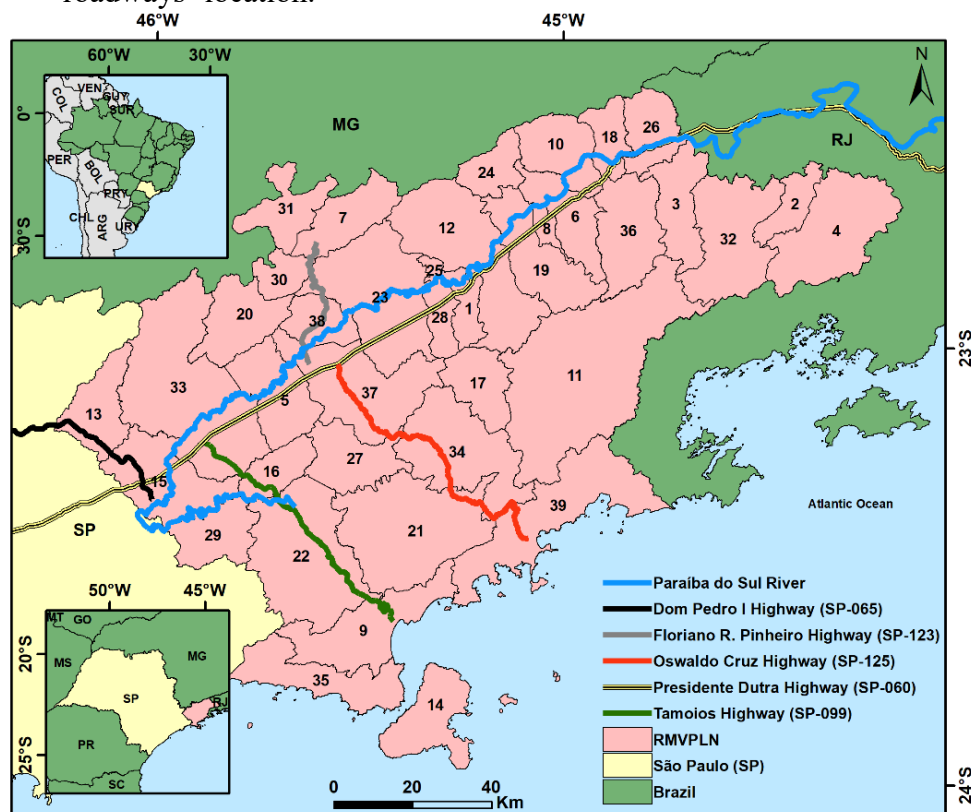 roadways' location.
46°W
45°W
60°W
30°W
N
VEN
GUY
SUR
COL
0°
MG
18
26
10
RJ
PER
BOL
24
PRY
31
7
12
3
2
CHL
ARG
URY
30°S
8
6
36
32
4
25
19
30
23
20
38
28
1
23°S
33
37
17
11
13
5
34
27
15
16
39
21
Atlantic Ocean
SP
29
22
50°W
45°W
Paraíba do Sul River
MT
GO
Dom Pedro I Highway (SP-065)
9
Floriano R. Pinheiro Highway (SP-123)
20°S
MS
MG
Oswaldo Cruz Highway (SP-125)
35
SP
RJ
Presidente Dutra Highway (SP-060)
14
Tamoios Highway (SP-099)
RMVPLN
PR
São Paulo (SP)
25°S
SC
Brazil
24°S
0 20 40
Km